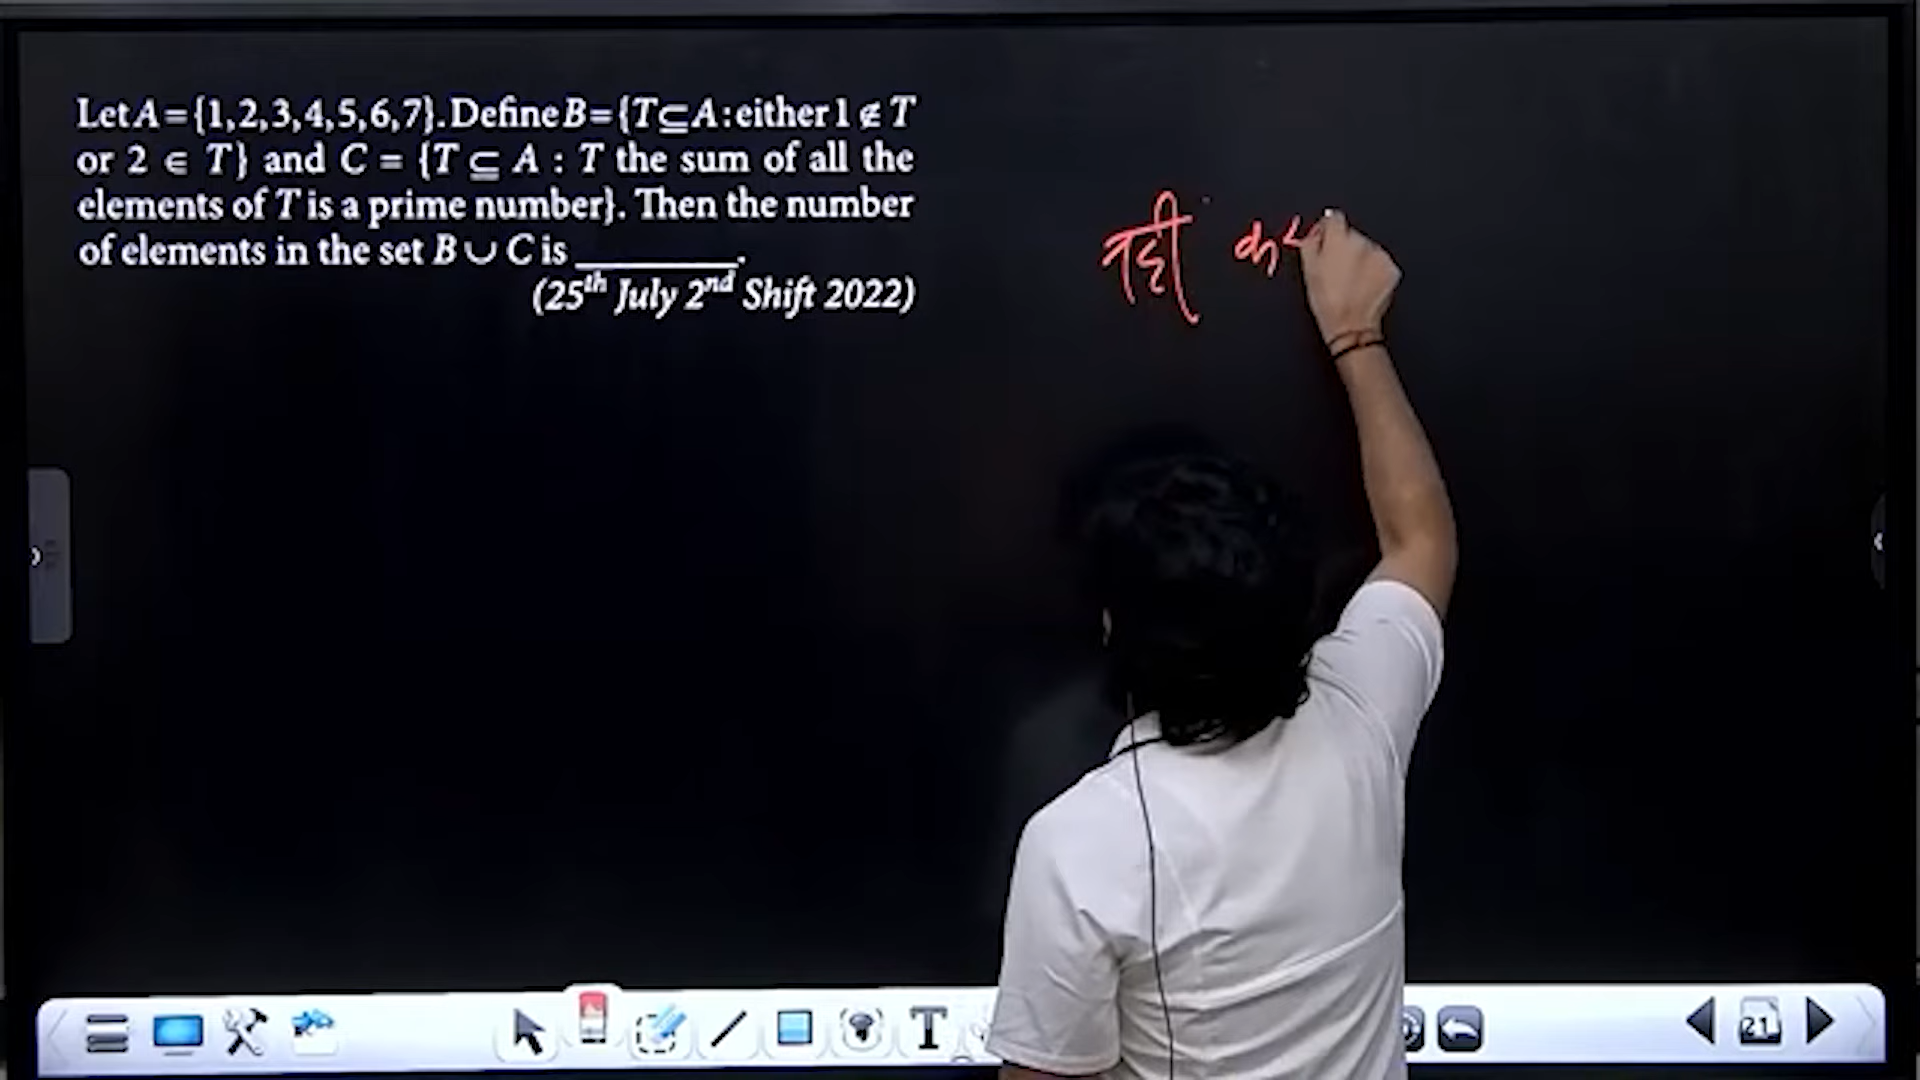 Let A = {1,2,3,4,5,6,7}. Define B = {T ⊆ A : either 1 ∉ T
or 2 ∈ T} and C = {T ⊆ A : T the sum of all the
elements of T is a prime number}. Then the number
of elements in the set B ∪ C is ________.
(25th July 2nd Shift 2022)
नही
T
21